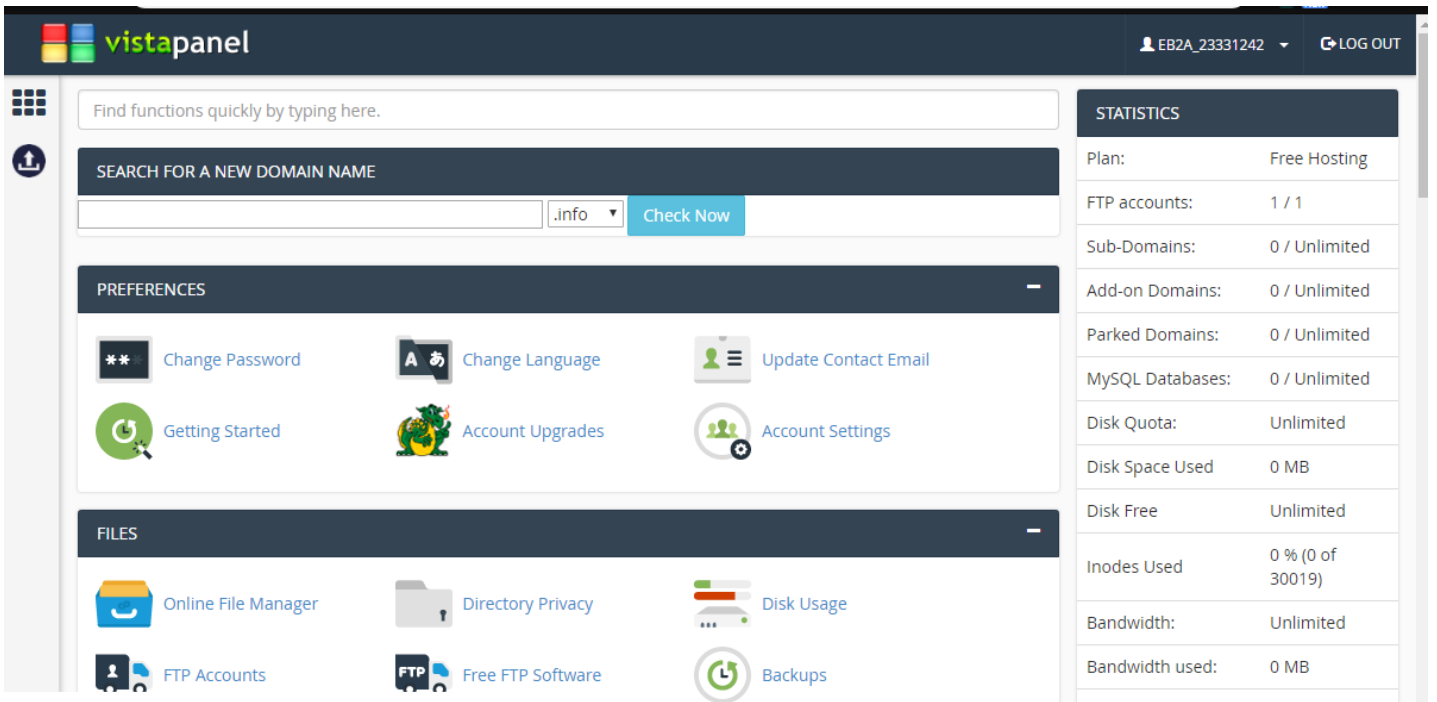 vistapanel
EB2A_23331242
LOG OUT
Find functions quickly by typing here.
SEARCH FOR A NEW DOMAIN NAME
.info
Check Now
PREFERENCES
Change Password
A あ
Change Language
Update Contact Email
Getting Started
Account Upgrades
Account Settings
FILES
Online File Manager
Directory Privacy
Disk Usage
FTP Accounts
FTP
Free FTP Software
Backups
STATISTICS
Plan: Free Hosting
FTP accounts: 1 / 1
Sub-Domains: 0 / Unlimited
Add-on Domains: 0 / Unlimited
Parked Domains: 0 / Unlimited
MySQL Databases: 0 / Unlimited
Disk Quota: Unlimited
Disk Space Used 0 MB
Disk Free Unlimited
Inodes Used 0 % (0 of
30019)
Bandwidth: Unlimited
Bandwidth used: 0 MB